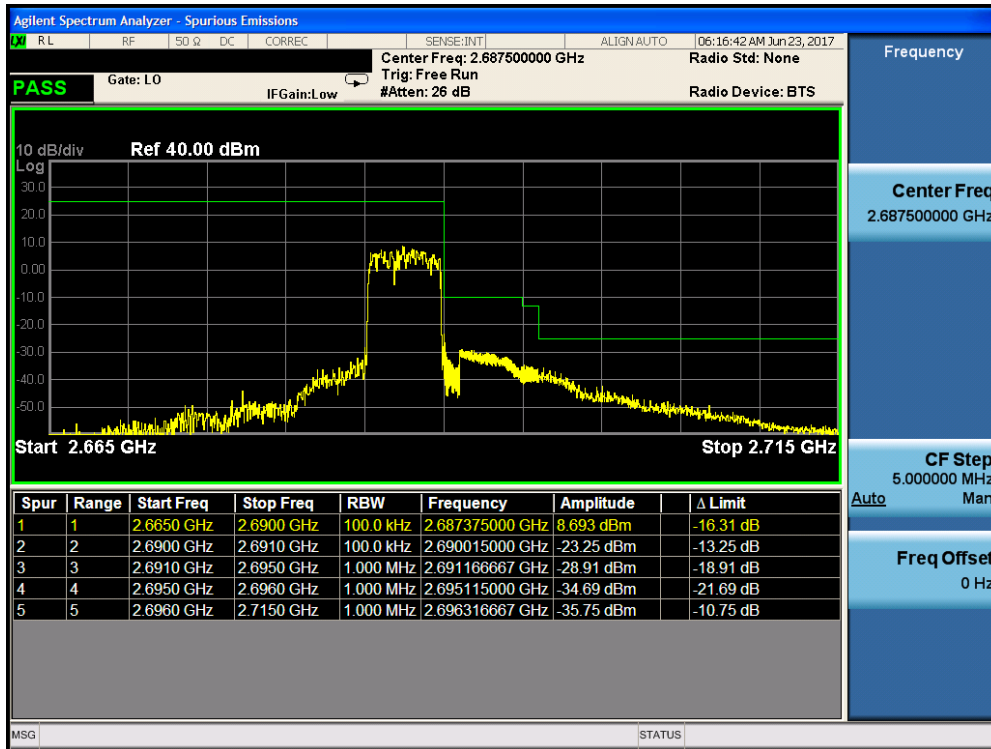 Agilent Spectrum Analyzer - Spurious Emissions
LXI RL RF 50 Ω DC CORREC SENSE:INT ALIGN AUTO 06:16:42 AM Jun 23, 2017
Center Freq: 2.687500000 GHz Radio Std: None
Trig: Free Run
PASS Gate: LO IFGain:Low #Atten: 26 dB Radio Device: BTS
10 dB/div Ref 40.00 dBm
Log
30.0
20.0
10.0
0.00
-10.0
-20.0
-30.0
-40.0
-50.0
Start 2.665 GHz Stop 2.715 GHz
Spur Range Start Freq Stop Freq RBW Frequency Amplitude Δ Limit
1 1 2.6650 GHz 2.6900 GHz 100.0 kHz 2.687375000 GHz 8.693 dBm -16.31 dB
2 2 2.6900 GHz 2.6910 GHz 100.0 kHz 2.690015000 GHz -23.25 dBm -13.25 dB
3 3 2.6910 GHz 2.6950 GHz 1.000 MHz 2.691166667 GHz -28.91 dBm -18.91 dB
4 4 2.6950 GHz 2.6960 GHz 1.000 MHz 2.695115000 GHz -34.69 dBm -21.69 dB
5 5 2.6960 GHz 2.7150 GHz 1.000 MHz 2.696316667 GHz -35.75 dBm -10.75 dB
MSG STATUS
Frequency
Center Freq
2.687500000 GHz
CF Step
5.000000 MHz
Auto Man
Freq Offset
0 Hz